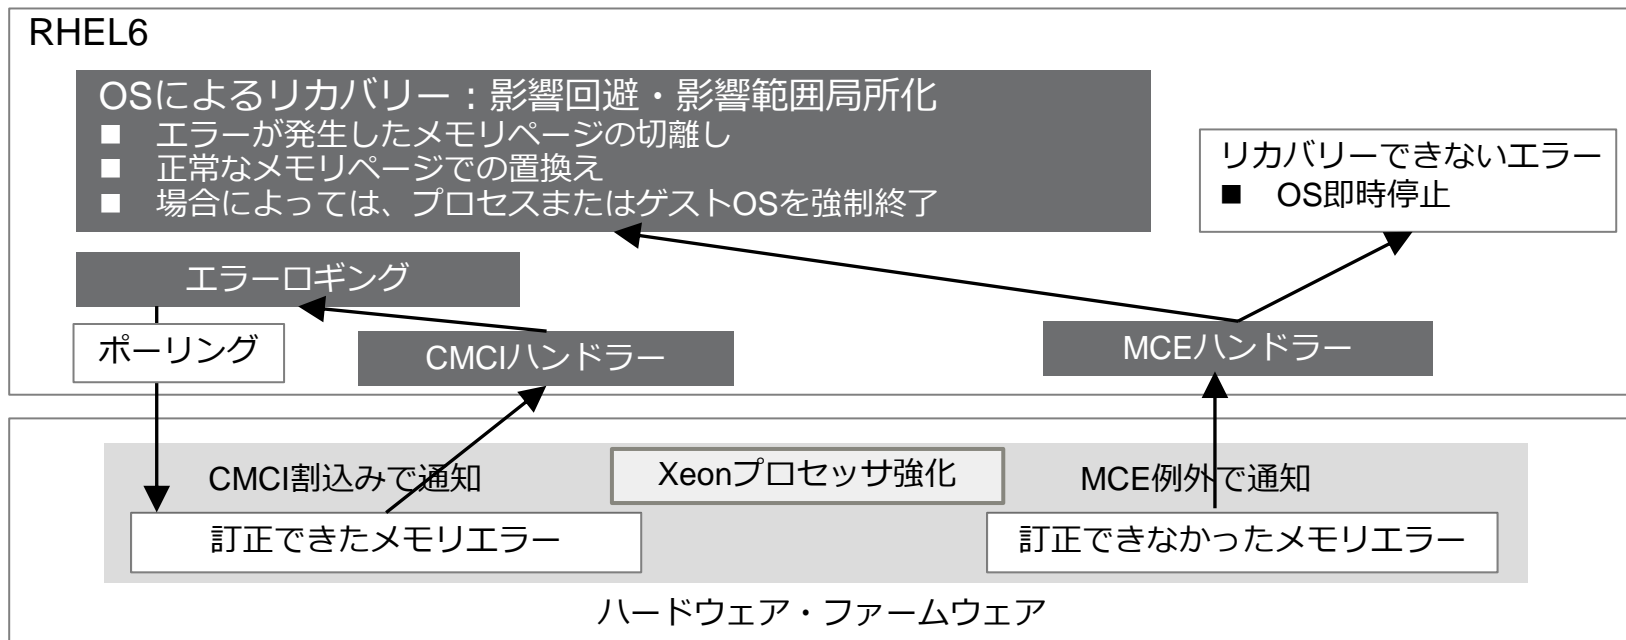 RHEL6
OSによるリカバリー：影響回避・影響範囲局所化
■ エラーが発生したメモリページの切離し
■ 正常なメモリページでの置換え
■ 場合によっては、プロセスまたはゲストOSを強制終了
リカバリーできないエラー
■ OS即時停止
エラーロギング
ポーリング
CMCIハンドラー
MCEハンドラー
CMCI割込みで通知
Xeonプロセッサ強化
MCE例外で通知
訂正できたメモリエラー
訂正できなかったメモリエラー
ハードウェア・ファームウェア